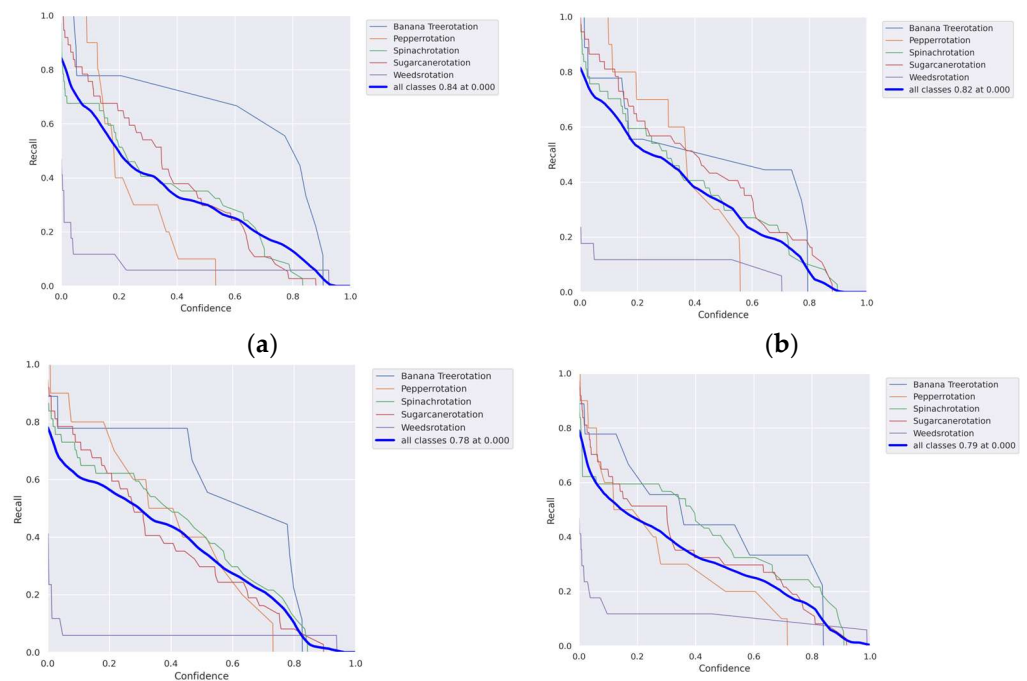 1.0
0.8
0.6
0.4
0.2
0.0
0.0 0.2 0.4 0.6 0.8 1.0
Recall
Confidence
Banana Treerotation
Pepperrotation
Spinachrotation
Sugarcanerotation
Weedsrotation
all classes 0.84 at 0.000
(a)
1.0
0.8
0.6
0.4
0.2
0.0
0.0 0.2 0.4 0.6 0.8 1.0
Recall
Confidence
Banana Treerotation
Pepperrotation
Spinachrotation
Sugarcanerotation
Weedsrotation
all classes 0.82 at 0.000
(b)
1.0
0.8
0.6
0.4
0.2
0.0
0.0 0.2 0.4 0.6 0.8 1.0
Recall
Confidence
Banana Treerotation
Pepperrotation
Spinachrotation
Sugarcanerotation
Weedsrotation
all classes 0.78 at 0.000
1.0
0.8
0.6
0.4
0.2
0.0
0.0 0.2 0.4 0.6 0.8 1.0
Recall
Confidence
Banana Treerotation
Pepperrotation
Spinachrotation
Sugarcanerotation
Weedsrotation
all classes 0.79 at 0.000